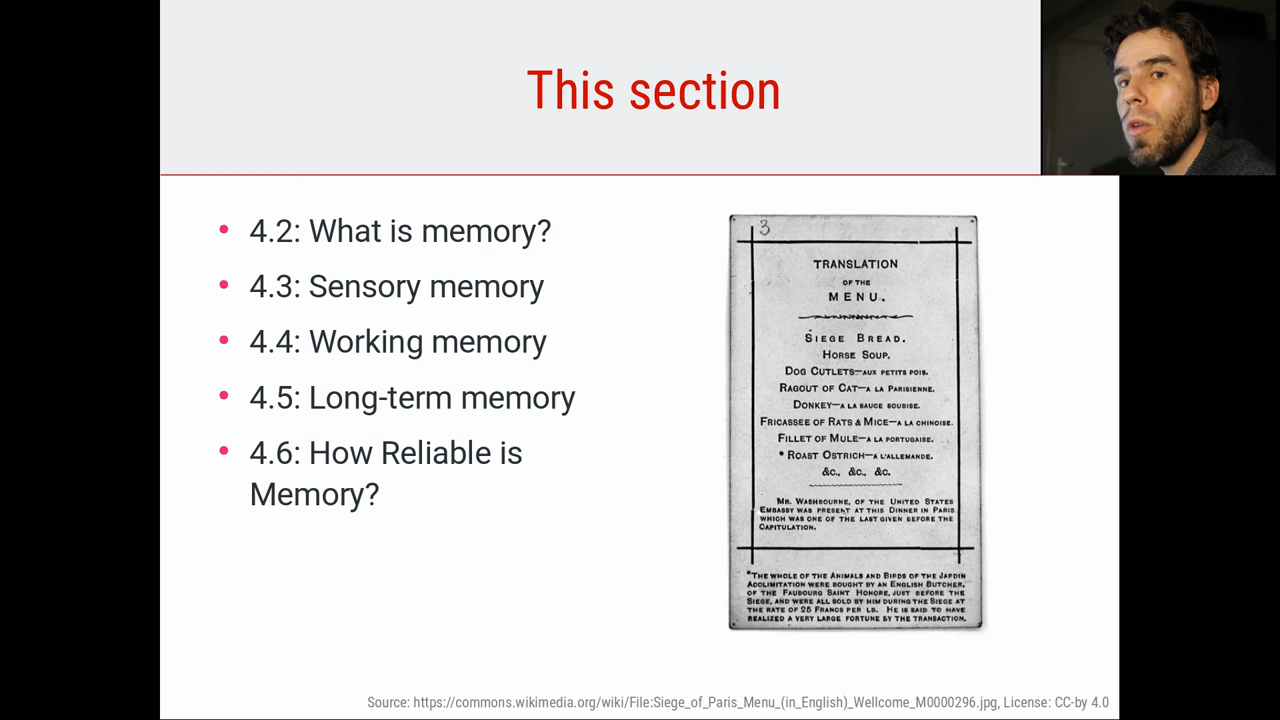 This section
4.2: What is memory?
4.3: Sensory memory
4.4: Working memory
4.5: Long-term memory
4.6: How Reliable is
Memory?
3
TRANSLATION
OF THE
MENU.
SIEGE BREAD.
HORSE SOUP.
DOG CUTLETS—AUX PETITS POIS.
RAGOUT OF CAT—A LA PARISIENNE.
DONKEY—A LA SAUCE SOUBISE.
FRICASSEE OF RATS & MICE—A LA CHINOISE.
FILLET OF MULE—A LA PORTUGAISE.
* ROAST OSTRICH—A L'ALLEMANDE.
&c., &c., &c.
MR. WASHBOURNE, OF THE UNITED STATES
EMBASSY WAS PRESENT AT THIS DINNER IN PARIS
WHICH WAS ONE OF THE LAST GIVEN BEFORE THE
CAPITULATION.
*THE WHOLE OF THE ANIMALS AND BIRDS OF THE JARDIN
ACCLIMITATION WERE BOUGHT BY AN ENGLISH BUTCHER,
OF THE FAUBOURG SAINT HONORE, JUST BEFORE THE
SIEGE, AND WERE ALL SOLD BY HIM DURING THE SIEGE AT
THE RATE OF 25 FRANCS PER LB. HE IS SAID TO HAVE
REALIZED A VERY LARGE FORTUNE BY THE TRANSACTION.
Source: https://commons.wikimedia.org/wiki/File:Siege_of_Paris_Menu_(in_English)_Wellcome_M0000296.jpg, License: CC-by 4.0